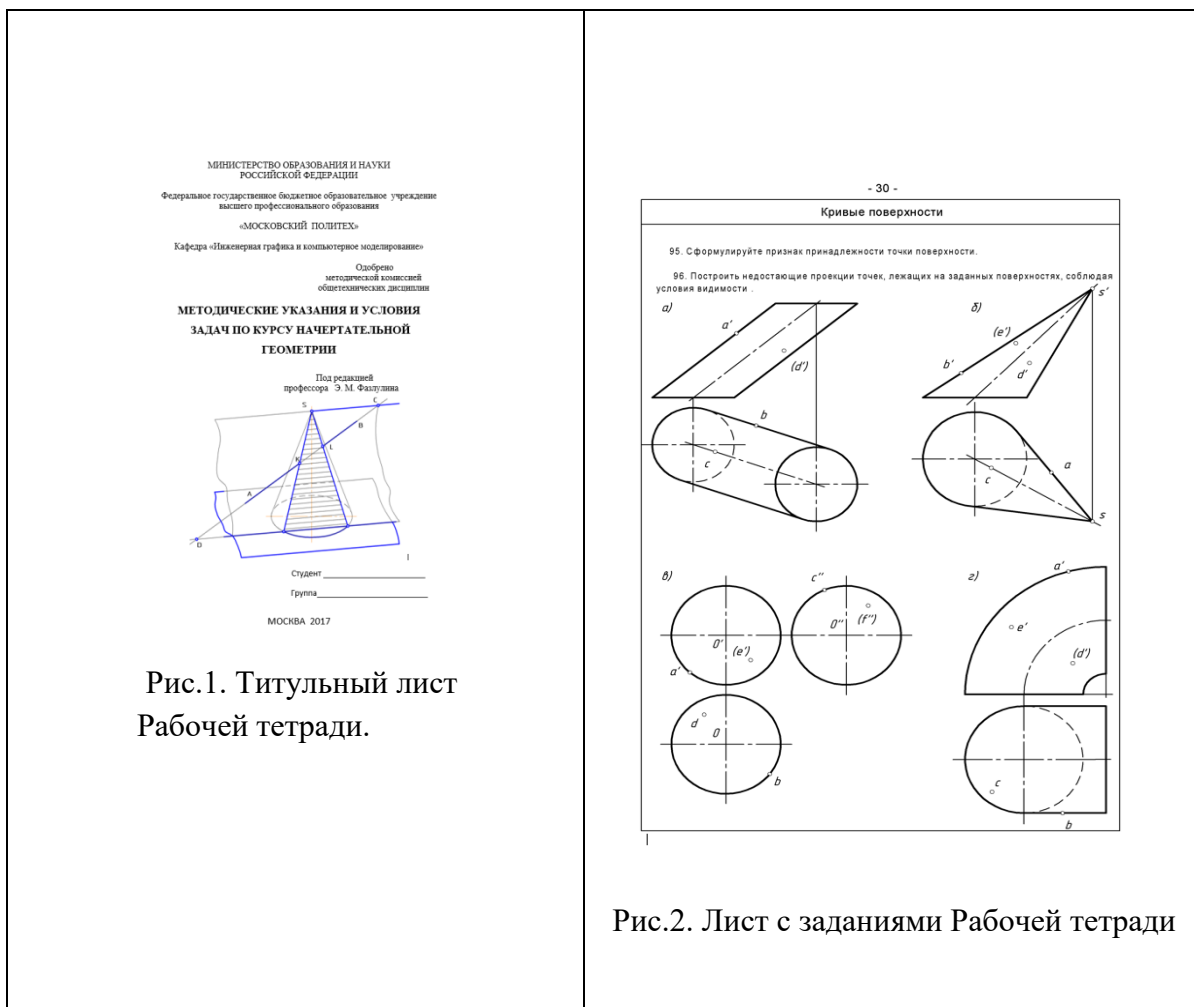 МИНИСТЕРСТВО ОБРАЗОВАНИЯ И НАУКИ
РОССИЙСКОЙ ФЕДЕРАЦИИ
Федеральное государственное бюджетное образовательное учреждение
высшего профессионального образования
«МОСКОВСКИЙ ПОЛИТЕХ»
Кафедра «Инженерная графика и компьютерное моделирование»
Одобрено
методической комиссией
общетехнических дисциплин
МЕТОДИЧЕСКИЕ УКАЗАНИЯ И УСЛОВИЯ
ЗАДАЧ ПО КУРСУ НАЧЕРТАТЕЛЬНОЙ
ГЕОМЕТРИИ
Под редакцией
профессора Э. М. Фазлулина
S
C
B
L
K
A
D
Студент
Группа
МОСКВА 2017
Рис.1. Титульный лист
Рабочей тетради.
- 30 -
Кривые поверхности
95. Сформулируйте признак принадлежности точки поверхности.
96. Построить недостающие проекции точек, лежащих на заданных поверхностях, соблюдая
условия видимости .
а)
a'
(d')
b
c
б)
s'
(e')
b'
d'
a
c
s
в)
c''
0'
(e')
a'
0''
(f'')
d
0
b
г)
a'
e'
(d')
c
b
Рис.2. Лист с заданиями Рабочей тетради